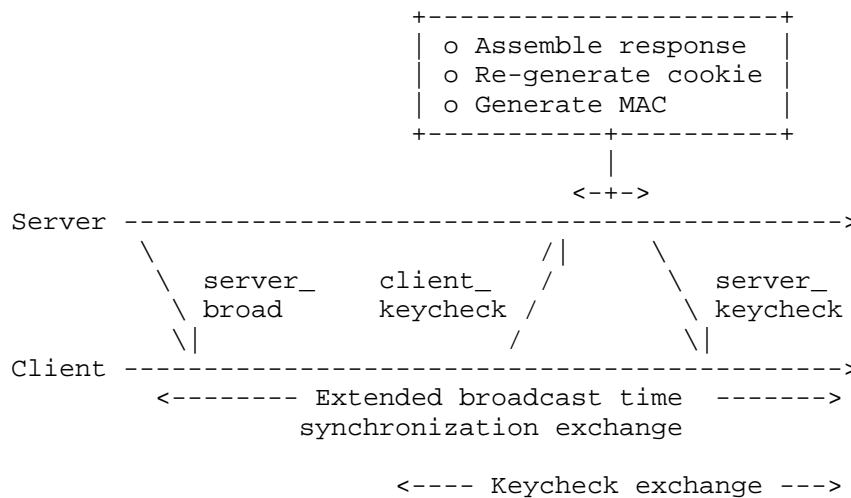 o Assemble response
o Re-generate cookie
o Generate MAC
Server
server_ client_ server_
broad keycheck keycheck
Client
Extended broadcast time
synchronization exchange
Keycheck exchange